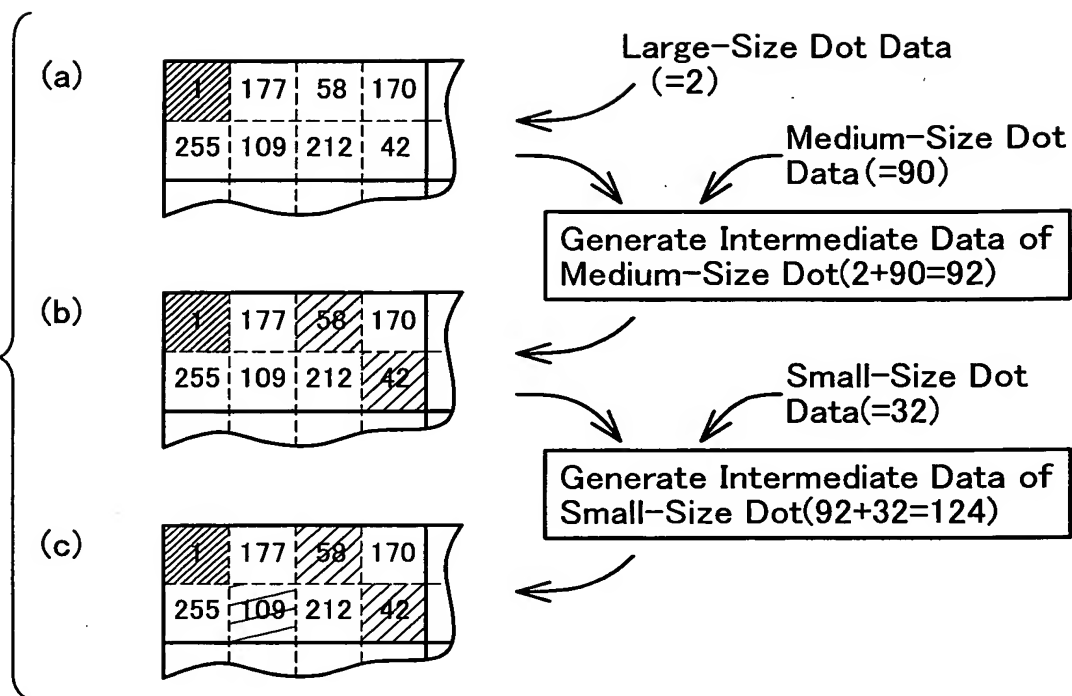 Large-Size Dot Data
(=2)
(a)
1 177 58 170
255 109 212 42
Medium-Size Dot
Data(=90)
Generate Intermediate Data of
Medium-Size Dot(2+90=92)
(b)
1 177 58 170
255 109 212 42
Small-Size Dot
Data(=32)
Generate Intermediate Data of
Small-Size Dot(92+32=124)
(c)
1 177 58 170
255 109 212 42